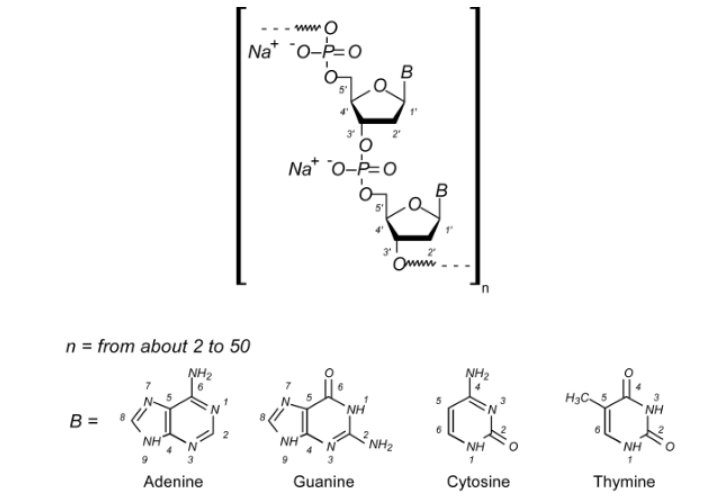 O
Na⁺ ⁻O–P=O
O
5' O B
4' 1'
3' 2'
O
Na⁺ ⁻O–P=O
O
5' O B
4' 1'
3' 2'
O
n
n = from about 2 to 50
B =
NH₂
7 6
N 5 N 1
8 2
NH 4 N
9 3
Adenine
O
7 6
N 5 1 NH
8 2
NH 4 N NH₂
9 3
Guanine
NH₂
4
5 N 3
6 2
NH O
1
Cytosine
O
H₃C 5 4 3
NH
6 2
NH O
1
Thymine